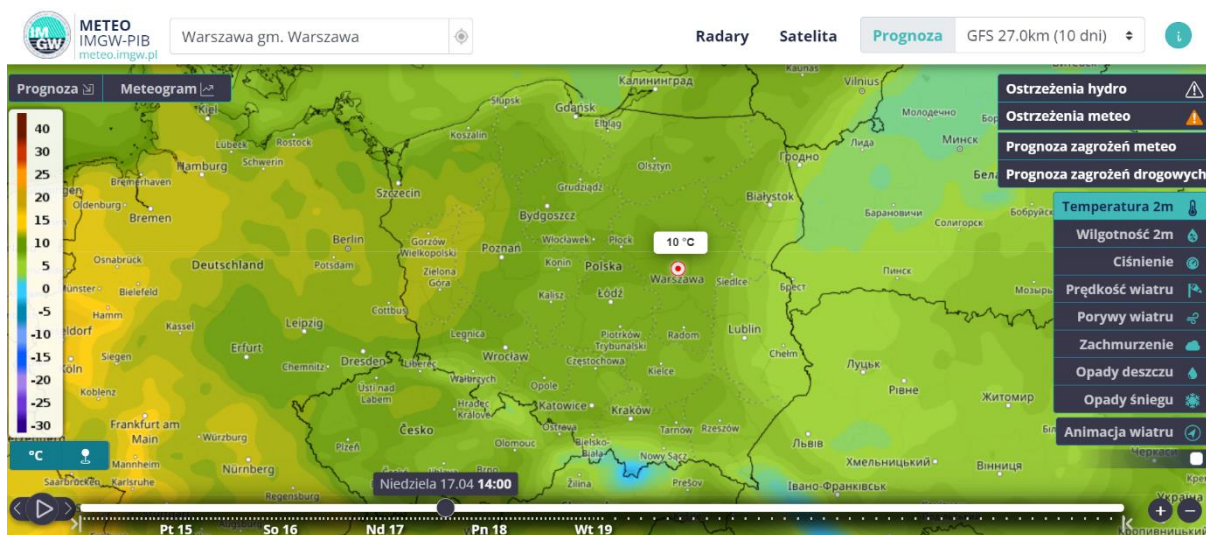 METEO
IMGW-PIB
meteo.imgw.pl
IMGW
Warszawa gm. Warszawa
Radary
Satelita
Prognoza
GFS 27.0km (10 dni)
i
Prognoza
Meteogram
Ostrzeżenia hydro
Ostrzeżenia meteo
Prognoza zagrożeń meteo
Prognoza zagrożeń drogowych
Temperatura 2m
Wilgotność 2m
Ciśnienie
Prędkość wiatru
Porywy wiatru
Zachmurzenie
Opady deszczu
Opady śniegu
Animacja wiatru
40
30
25
20
15
10
5
0
-5
-10
-15
-20
-25
-30
°C
Kaunas
Калининград
Vilnius
Kiel
Słupsk
Gdańsk
Elbląg
Молодечно
Lübeck
Rostock
Koszalin
Лида
Минск
Hamburg
Schwerin
Olsztyn
Гродно
Bremerhaven
Szczecin
Grudziądz
Białystok
Oldenburg
Bremen
Bydgoszcz
Барановичи
Солигорск
Бобруйск
Berlin
Gorzów
Wielkopolski
Poznań
Włocławek
Płock
10 °C
Osnabrück
Deutschland
Potsdam
Zielona
Góra
Konin
Polska
Warszawa
Siedlce
Брест
Пинск
Münster
Bielefeld
Kalisz
Łódź
Мозырь
Hamm
Cottbus
Kassel
Leipzig
Legnica
Piotrków
Trybunalski
Radom
Lublin
Siegen
Erfurt
Chemnitz
Dresden
Liberec
Wrocław
Częstochowa
Kielce
Chełm
Луцьк
Köln
Koblenz
Ústí nad
Labem
Wałbrzych
Opole
Рівне
Житомир
Frankfurt am
Main
Würzburg
Hradec
Králové
Katowice
Kraków
Česko
Ostrava
Tarnów
Rzeszów
Plzeň
Olomouc
Bielsko-
Biała
Nowy Sącz
Львів
Mannheim
Nürnberg
Хмельницький
Вінниця
Черкаси
Saarbrücken
Karlsruhe
Brno
Žilina
Prešov
Івано-Франківськ
Regensburg
Україна
Кропивницький
Niedziela 17.04 14:00
Pt 15
So 16
Nd 17
Pn 18
Wt 19